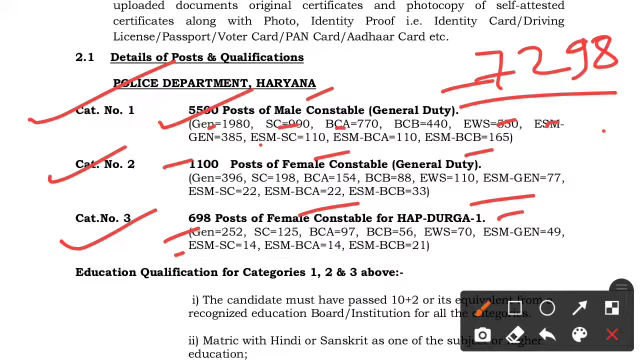 uploaded documents original certificates and photocopy of self-attested
certificates along with Photo, Identity Proof i.e. Identity Card/Driving
License/Passport/Voter Card/PAN Card/Aadhaar Card etc.
7298
2.1 Details of Posts & Qualifications
POLICE DEPARTMENT, HARYANA
Cat. No. 1 5500 Posts of Male Constable (General Duty).
(Gen=1980, SC=990, BCA=770, BCB=440, EWS=550, ESM-
GEN=385, ESM-SC=110, ESM-BCA=110, ESM-BCB=165)
Cat. No. 2 1100 Posts of Female Constable (General Duty).
(Gen=396, SC=198, BCA=154, BCB=88, EWS=110, ESM-GEN=77,
ESM-SC=22, ESM-BCA=22, ESM-BCB=33)
Cat.No. 3 698 Posts of Female Constable for HAP-DURGA-1.
(Gen=252, SC=125, BCA=97, BCB=56, EWS=70, ESM-GEN=49,
ESM-SC=14, ESM-BCA=14, ESM-BCB=21)
Education Qualification for Categories 1, 2 & 3 above:-
i) The candidate must have passed 10+2 or its equivalent from a
recognized education Board/Institution for all the categories.
ii) Matric with Hindi or Sanskrit as one of the subject or higher
education;